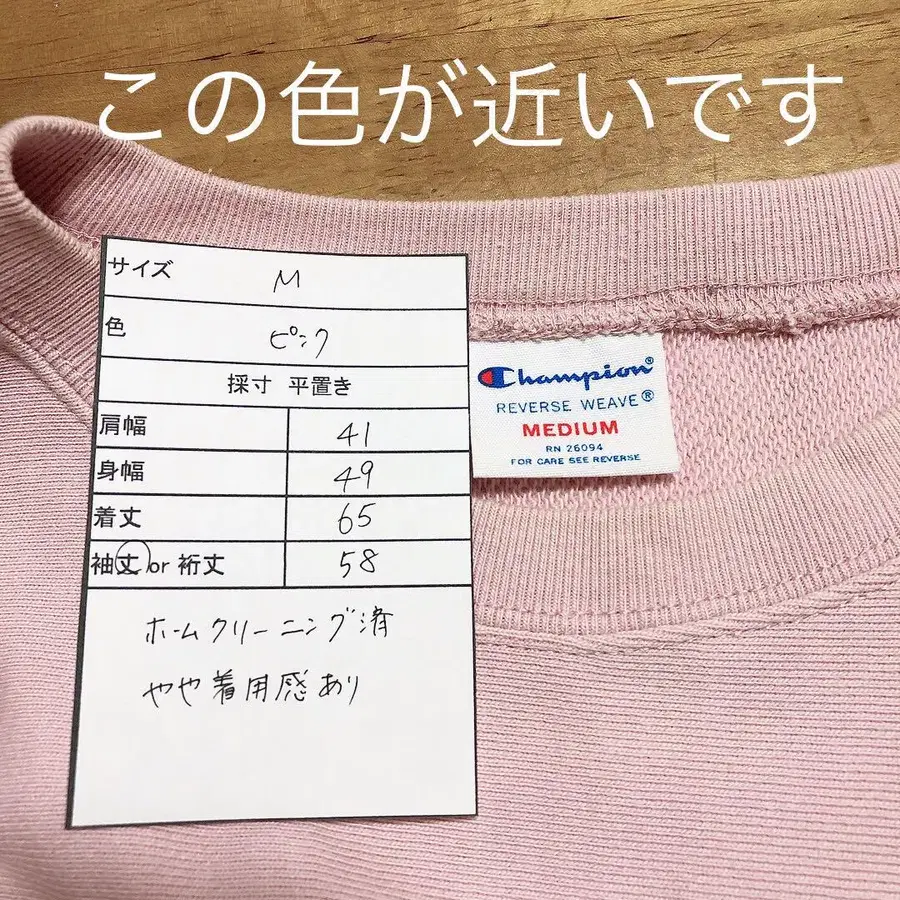 この色が近いです
サイズ M
色 ピンク
採寸 平置き
肩幅 41
身幅 49
着丈 65
袖丈 or 裄丈 58
ホームクリーニング済
やや着用感あり
Champion®
REVERSE WEAVE®
MEDIUM
RN 26094
FOR CARE SEE REVERSE